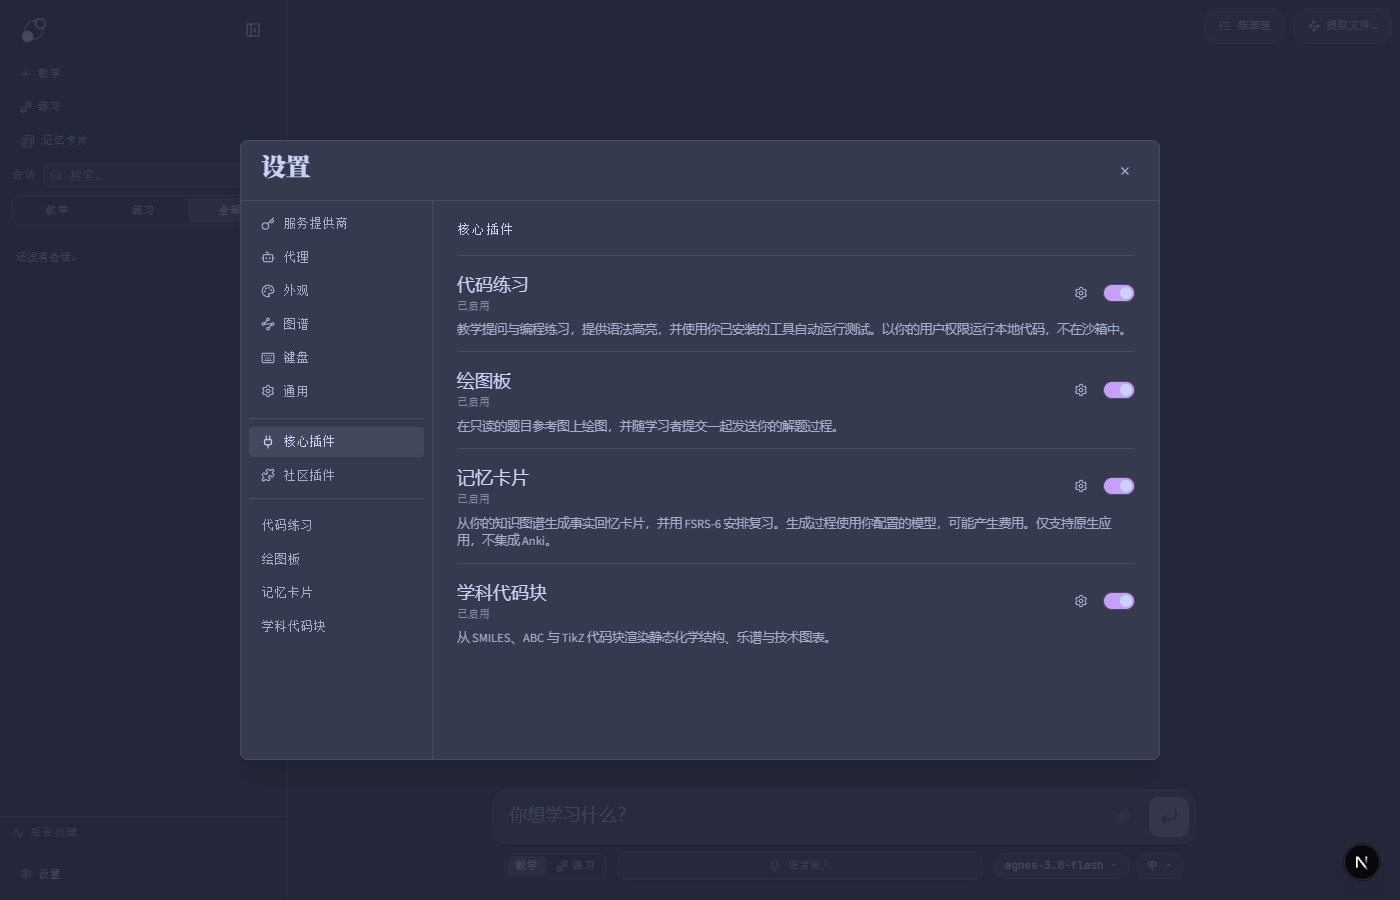 推理链
提取文件…
教学
练习
记忆卡片
会话
搜索…
教学
练习
全部
还没有会话。
设置
服务提供商
代理
外观
图谱
键盘
通用
核心插件
社区插件
代码练习
绘图板
记忆卡片
学科代码块
核心插件
代码练习
已启用
教学提问与编程练习，提供语法高亮，并使用你已安装的工具自动运行测试。以你的用户权限运行本地代码，不在沙箱中。
绘图板
已启用
在只读的题目参考图上绘图，并随学习者提交一起发送你的解题过程。
记忆卡片
已启用
从你的知识图谱生成事实回忆卡片，并用 FSRS-6 安排复习。生成过程使用你配置的模型，可能产生费用。仅支持原生应
用，不集成 Anki。
学科代码块
已启用
从 SMILES、ABC 与 TikZ 代码块渲染静态化学结构、乐谱与技术图表。
后台代理
设置
你想学习什么？
教学
练习
语音输入
agnes-3.0-flash
中
N